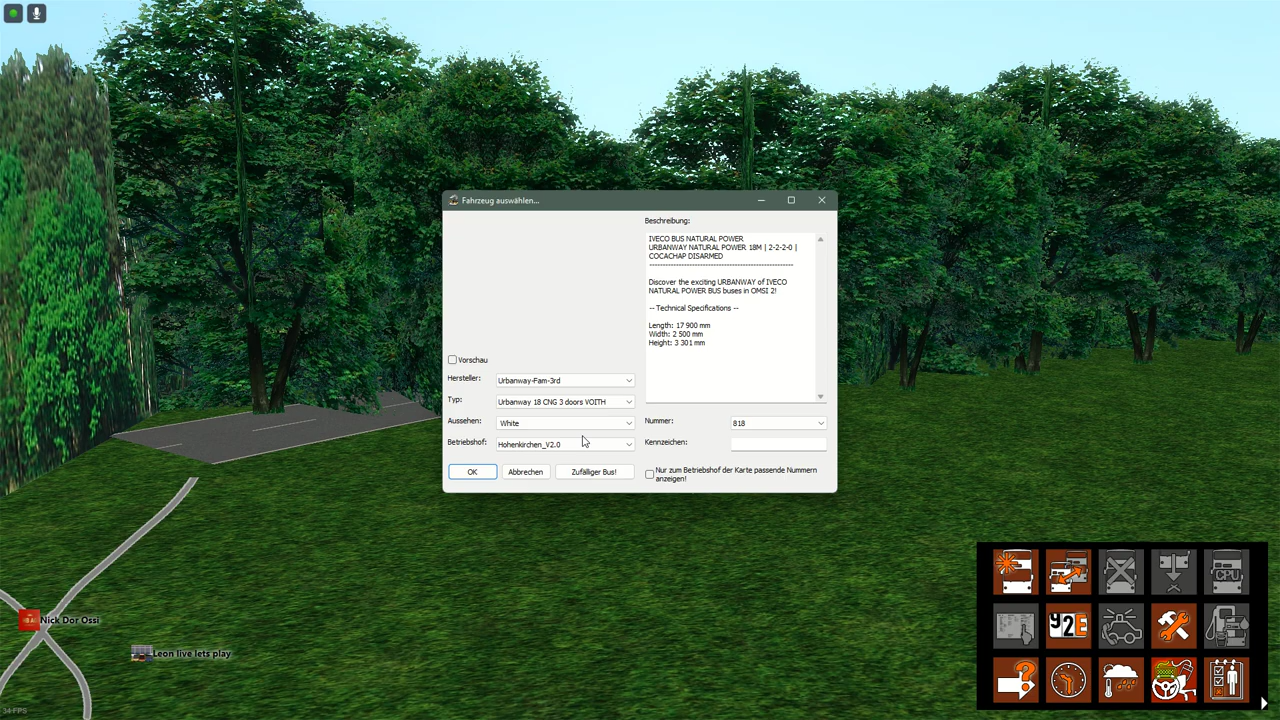 Fahrzeug auswählen...
Beschreibung:
IVECO BUS NATURAL POWER
URBANWAY NATURAL POWER 18M | 2-2-2-0 |
COCACHAP DISARMED
----------------------------------------------------
Discover the exciting URBANWAY of IVECO
NATURAL POWER BUS buses in OMSI 2!
-- Technical Specifications --
Length: 17 900 mm
Width: 2 500 mm
Height: 3 301 mm
Vorschau
Hersteller: Urbanway-Fam-3rd
Typ: Urbanway 18 CNG 3 doors VOITH
Aussehen: White
Nummer: 818
Betriebshof: Hohenkirchen_V2.0
Kennzeichen:
OK Abbrechen Zufälliger Bus!
Nur zum Betriebshof der Karte passende Nummern
anzeigen!
CPU
92E
?
Nick Dor Ossi
Leon live lets play
34 FPS